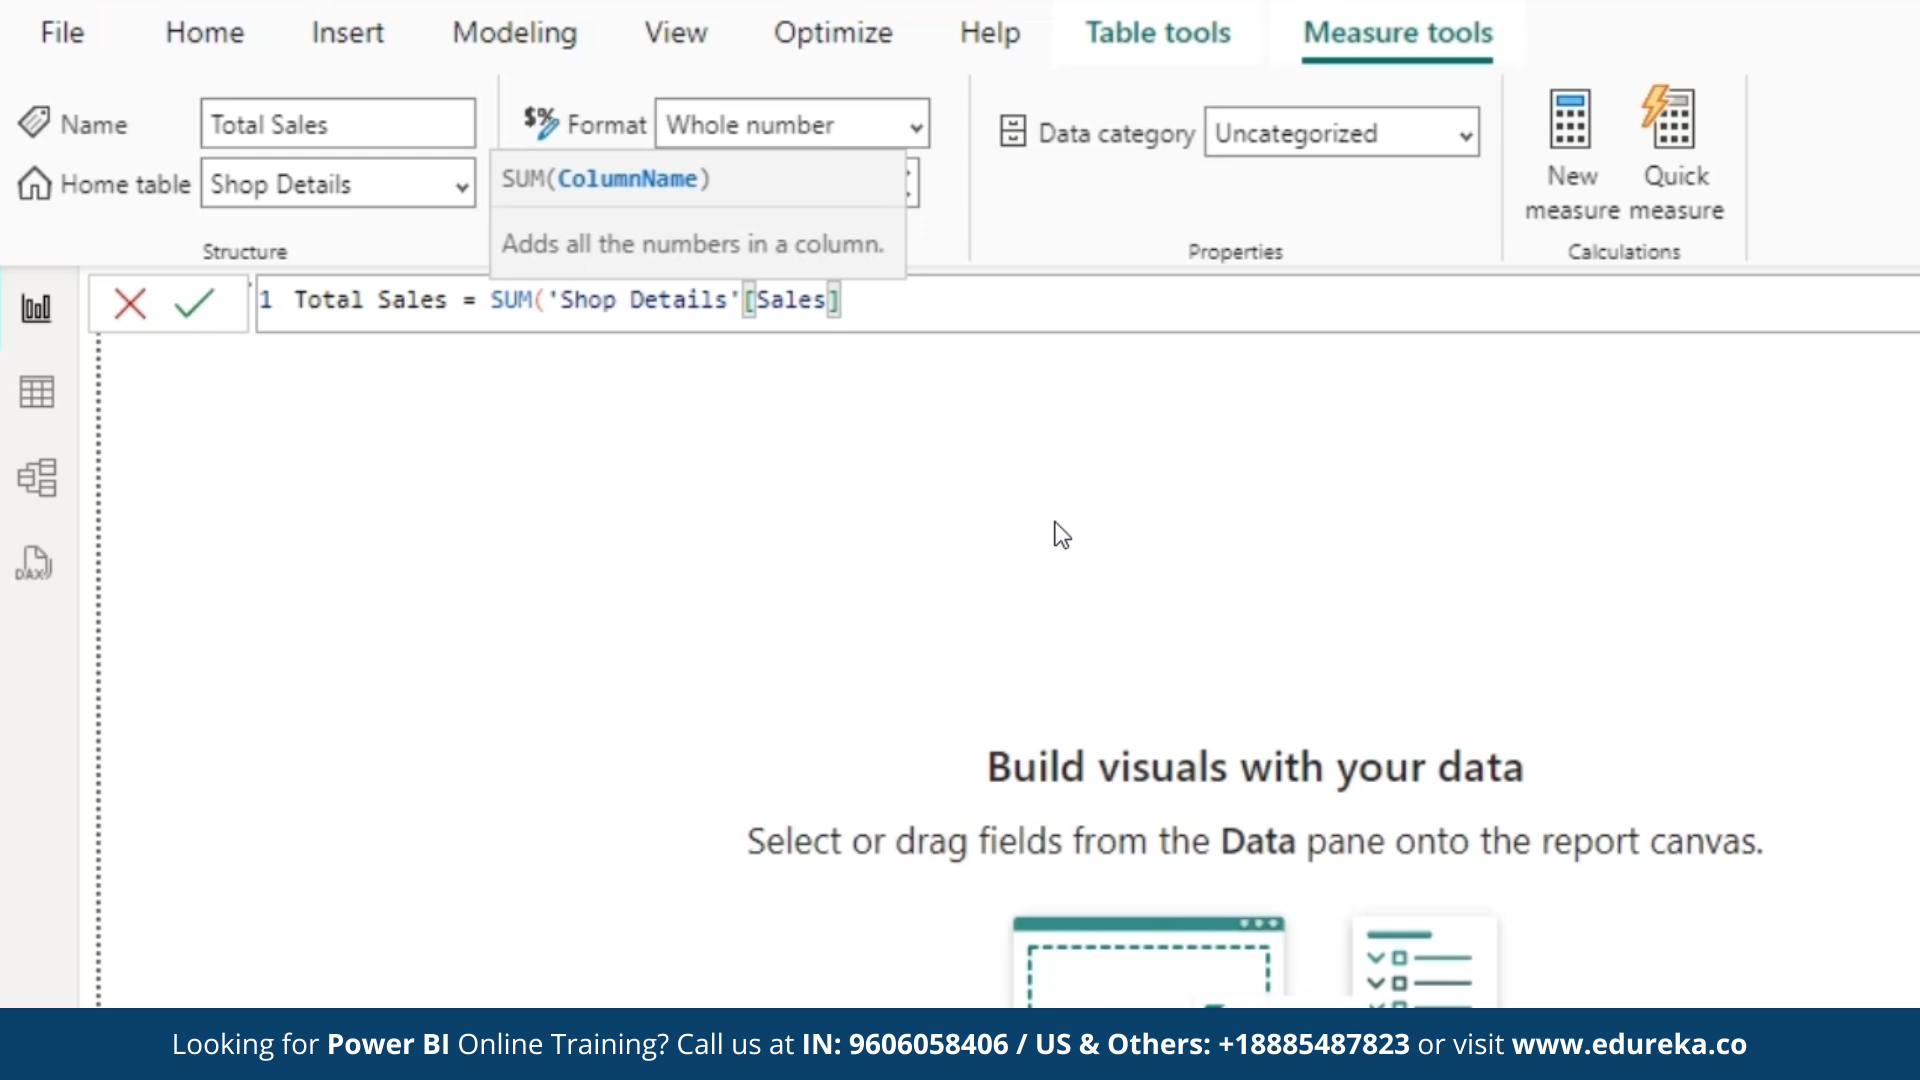 File Home Insert Modeling View Optimize Help Table tools Measure tools
Name Total Sales
$% Format Whole number
Data category Uncategorized
New measure
Quick measure
Home table Shop Details
SUM(ColumnName)
Adds all the numbers in a column.
Structure
Properties
Calculations
1 Total Sales = SUM('Shop Details'[Sales]
DAX
Build visuals with your data
Select or drag fields from the Data pane onto the report canvas.
Looking for Power BI Online Training? Call us at IN: 9606058406 / US & Others: +18885487823 or visit www.edureka.co